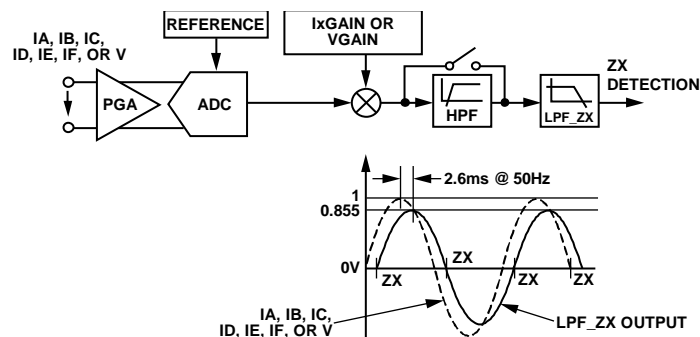 REFERENCE
IxGAIN OR
VGAIN
IA, IB, IC,
ID, IE, IF, OR V
PGA
ADC
HPF
LPF_ZX
ZX
DETECTION
2.6ms @ 50Hz
1
0.855
0V
ZX
ZX
ZX
ZX
IA, IB, IC,
ID, IE, IF, OR V
LPF_ZX OUTPUT